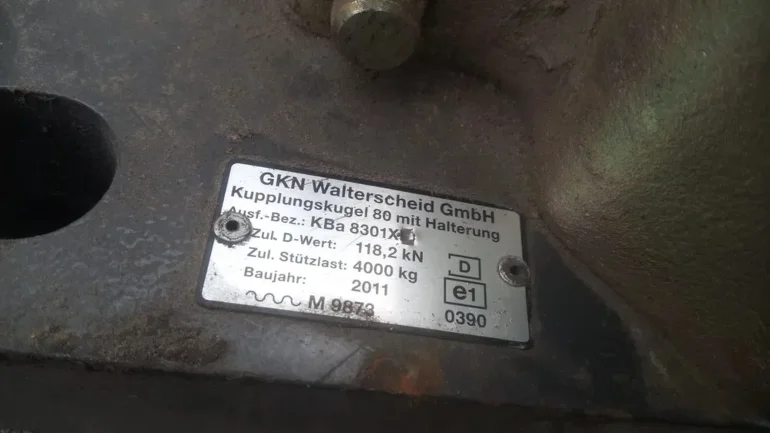 GKN Walterscheid GmbH
Kupplungskugel 80 mit Halterung
Ausf.-Bez.: KBa 8301X
Zul. D-Wert: 118,2 kN
Zul. Stützlast: 4000 kg
Baujahr: 2011
M 9873
D
e1
0390